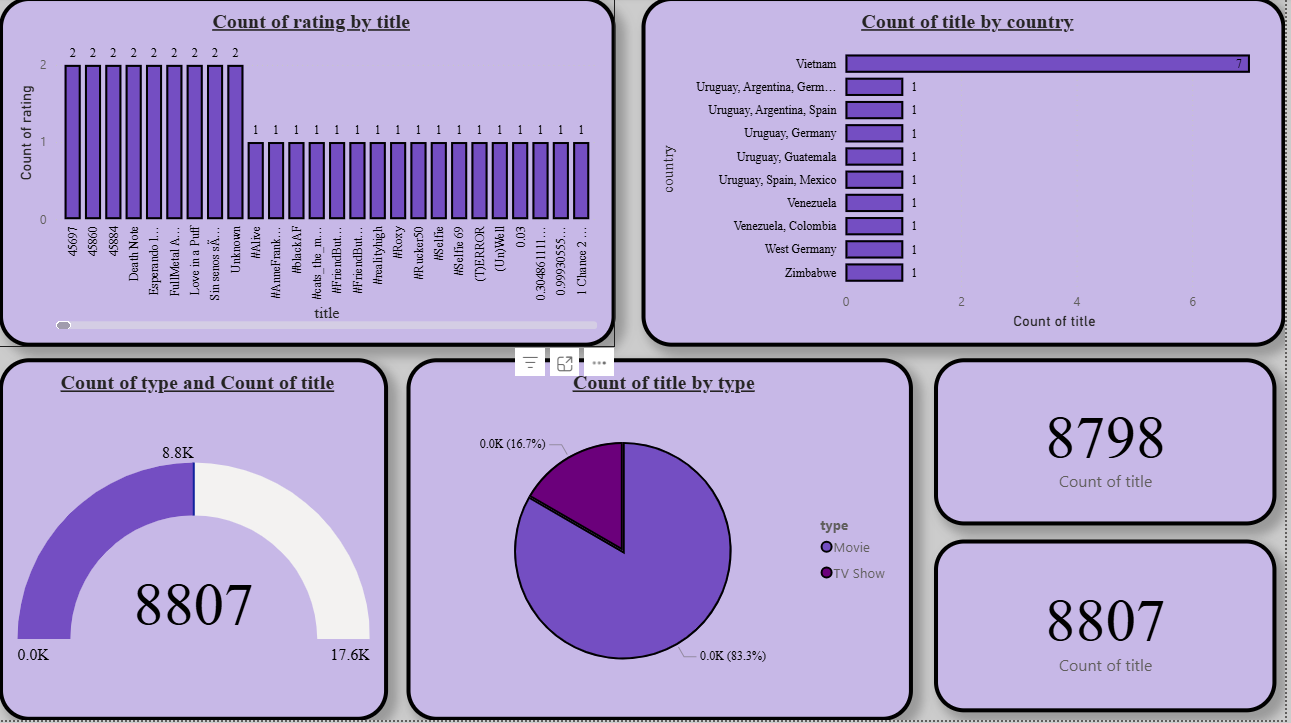 Count of rating by title
Count of rating
2
1
0
2 2 2 2 2 2 2 2 2 1 1 1 1 1 1 1 1 1 1 1 1 1 1 1 1 1
45697
45860
45884
Death Note
Esperando l…
FullMetal A…
Love in a Puff
Sin senos sÃ…
Unknown
#Alive
#AnneFrank…
#blackAF
#cats_the_m…
#FriendBut…
#FriendBut…
#realityhigh
#Roxy
#Rucker50
#Selfie
#Selfie 69
(T)ERROR
(Un)Well
0.03
0.304861111…
0.99930555…
1 Chance 2 …
title
Count of title by country
country
Vietnam 7
Uruguay, Argentina, Germ… 1
Uruguay, Argentina, Spain 1
Uruguay, Germany 1
Uruguay, Guatemala 1
Uruguay, Spain, Mexico 1
Venezuela 1
Venezuela, Colombia 1
West Germany 1
Zimbabwe 1
0 2 4 6
Count of title
Count of type and Count of title
8.8K
8807
0.0K 17.6K
Count of title by type
0.0K (16.7%)
0.0K (83.3%)
type
Movie
TV Show
8798
Count of title
8807
Count of title